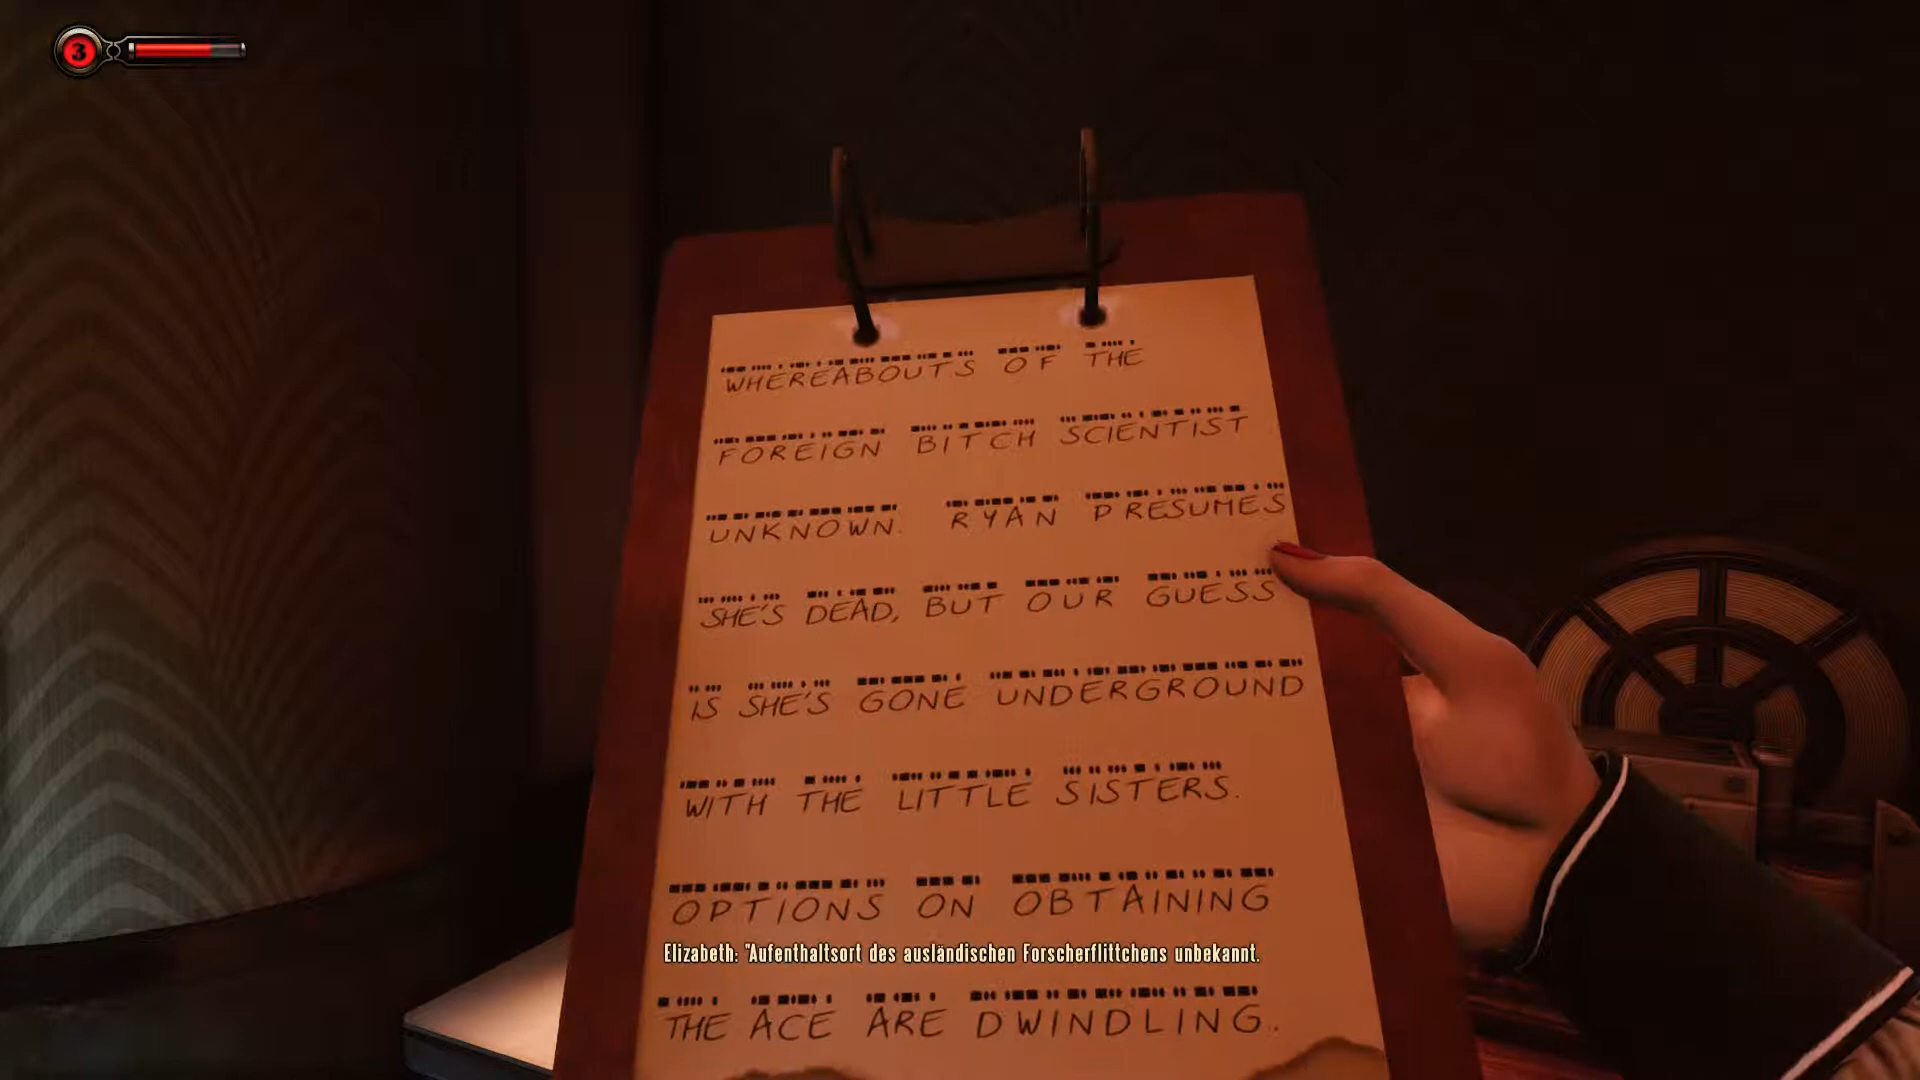 3
WHEREABOUTS OF THE
FOREIGN BITCH SCIENTIST
UNKNOWN. RYAN PRESUMES
SHE'S DEAD, BUT OUR GUESS
IS SHE'S GONE UNDERGROUND
WITH THE LITTLE SISTERS.
OPTIONS ON OBTAINING
Elizabeth: "Aufenthaltsort des ausländischen Forscherflittchens unbekannt.
THE ACE ARE DWINDLING.